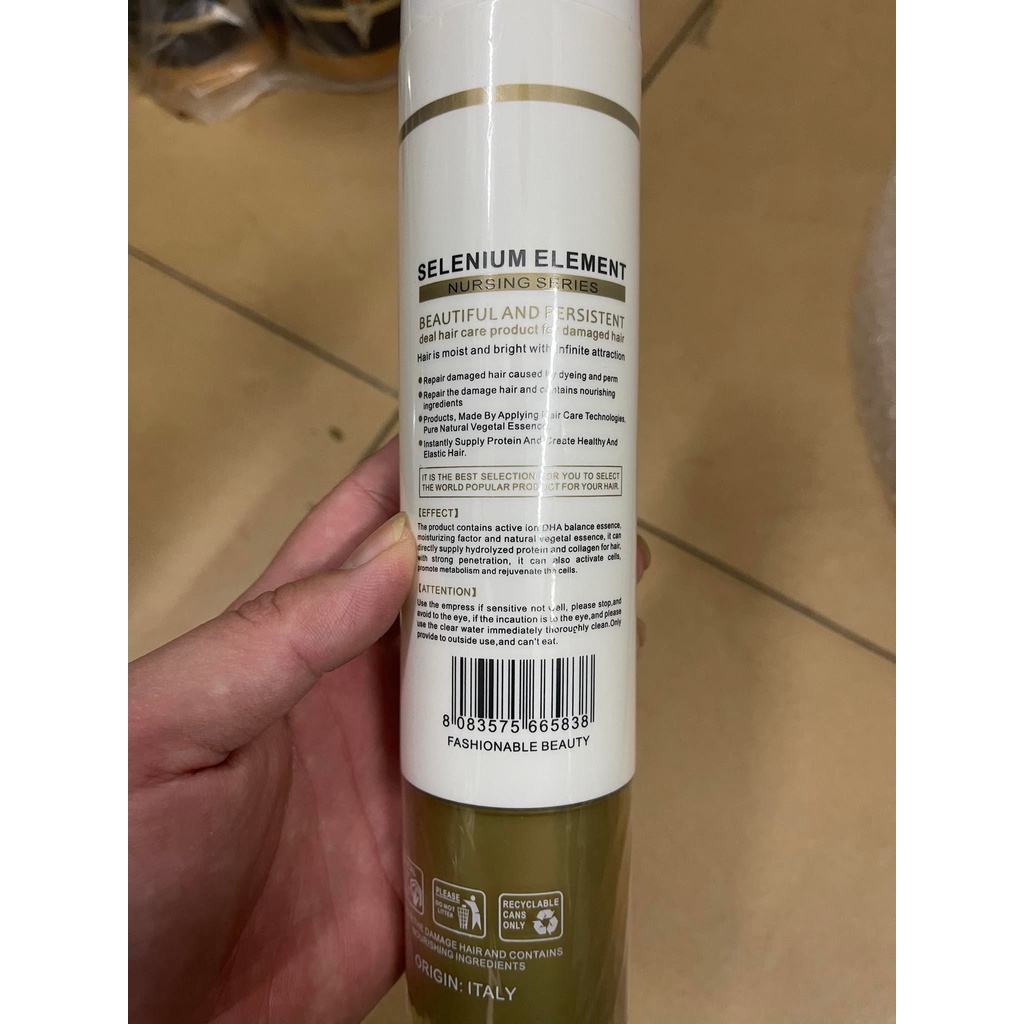 SELENIUM ELEMENT
NURSING SERIES
BEAUTIFUL AND PERSISTENT
deal hair care product for damaged hair
Hair is moist and bright with infinite attraction
Repair damaged hair caused by dyeing and perm
Repair the damage hair and contains nourishing
ingredients
Products, Made By Applying Hair Care Technologies,
Pure Natural Vegetal Essence.
Instantly Supply Protein And Create Healthy And
Elastic Hair.
IT IS THE BEST SELECTION FOR YOU TO SELECT
THE WORLD POPULAR PRODUCT FOR YOUR HAIR.
【EFFECT】
The product contains active ion DHA balance essence,
moisturizing factor and natural vegetal essence, it can
directly supply hydrolyzed protein and collagen for hair,
with strong penetration, it can also activate cells,
promote metabolism and rejuvenate the cells.
【ATTENTION】
Use the empress if sensitive not well, please stop,and
avoid to the eye, if the incaution is to the eye,and please
use the clear water immediately thoroughly clean.Only
provide to outside use,and can't eat.
8 083575 665838
FASHIONABLE BEAUTY
PLEASE
DO NOT
LITTER
RECYCLABLE
CANS
ONLY
DAMAGE HAIR AND CONTAINS
NOURISHING INGREDIENTS
ORIGIN: ITALY